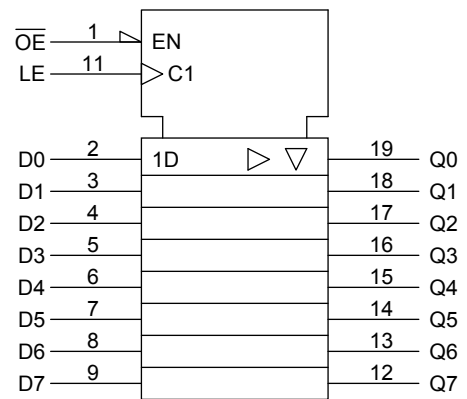 O̅E̅ 1 EN
LE 11 C1
D0 2 1D 19 Q0
D1 3 18 Q1
D2 4 17 Q2
D3 5 16 Q3
D4 6 15 Q4
D5 7 14 Q5
D6 8 13 Q6
D7 9 12 Q7